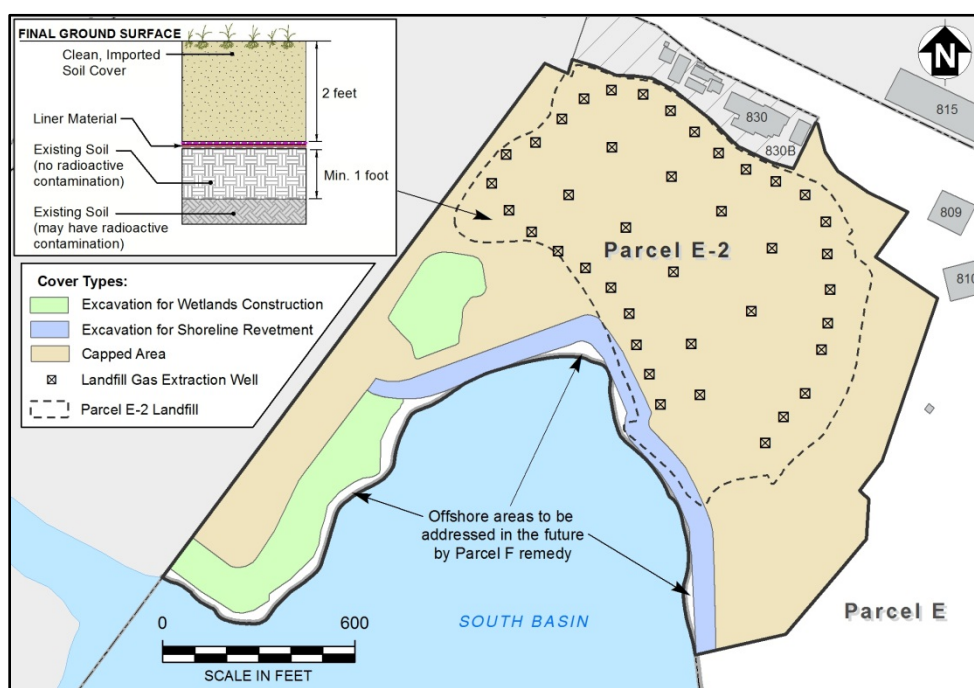 FINAL GROUND SURFACE
Clean, Imported
Soil Cover
2 feet
Liner Material
Existing Soil
(no radioactive
contamination)
Min. 1 foot
Existing Soil
(may have radioactive
contamination)
Cover Types:
Excavation for Wetlands Construction
Excavation for Shoreline Revetment
Capped Area
Landfill Gas Extraction Well
Parcel E-2 Landfill
N
815
830
830B
809
810
Parcel E-2
Offshore areas to be
addressed in the future
by Parcel F remedy
Parcel E
SOUTH BASIN
0 600
SCALE IN FEET